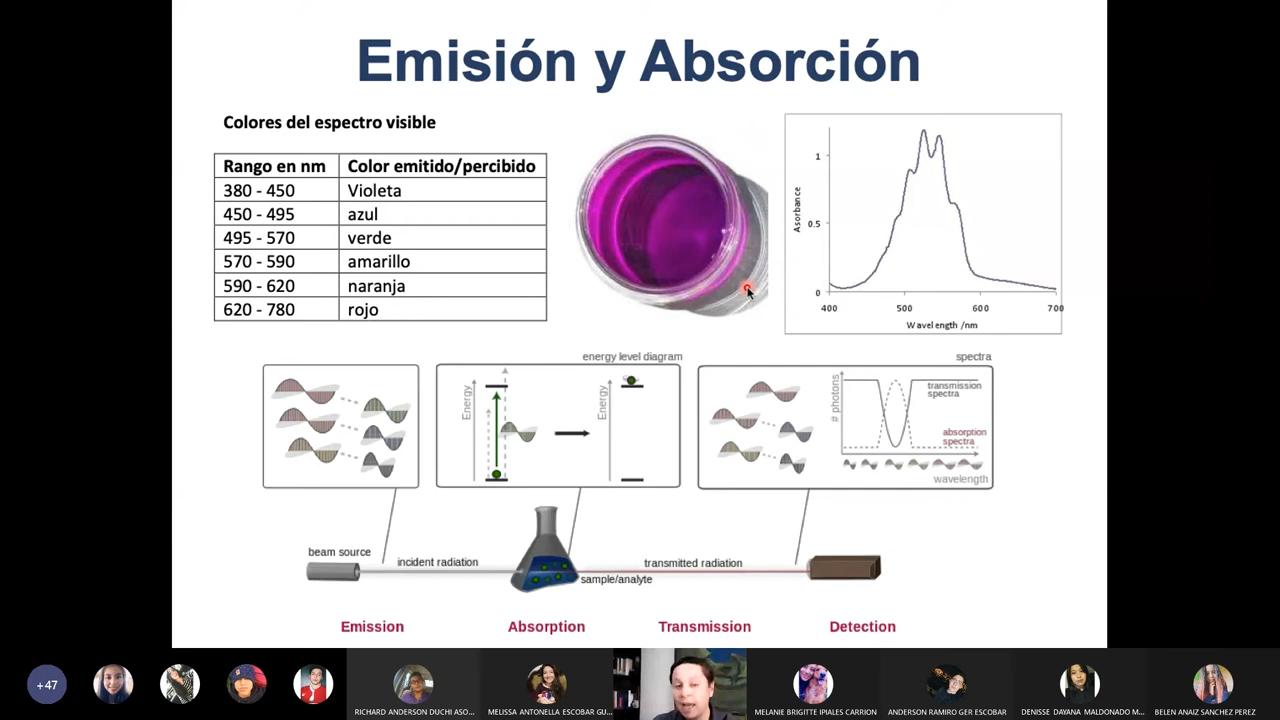 Emisión y Absorción
Colores del espectro visible
Rango en nm Color emitido/percibido
380 - 450 Violeta
450 - 495 azul
495 - 570 verde
570 - 590 amarillo
590 - 620 naranja
620 - 780 rojo
Asorbance
1
0.5
0
400 500 600 700
Wavelength /nm
energy level diagram
Energy
Energy
spectra
# photons
transmission
spectra
absorption
spectra
wavelength
beam source
incident radiation
sample/analyte
transmitted radiation
Emission Absorption Transmission Detection
+47
RICHARD ANDERSON DUCHI ASO...
MELISSA ANTONELLA ESCOBAR GU...
MELANIE BRIGITTE IPIALES CARRION
ANDERSON RAMIRO GER ESCOBAR
DENISSE DAYANA MALDONADO M...
BELEN ANAIZ SANCHEZ PEREZ